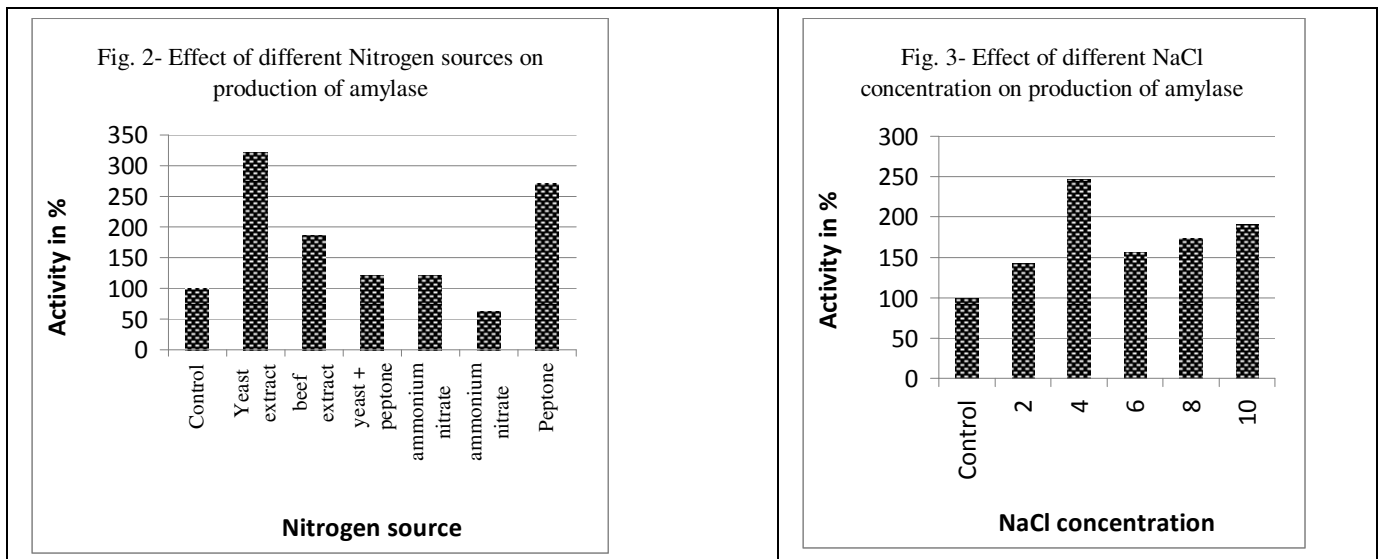 Fig. 2- Effect of different Nitrogen sources on
production of amylase
350
300
250
200
150
100
50
0
Activity in %
Control
Yeast
extract
beef
extract
yeast +
peptone
ammonium
nitrate
ammonium
nitrate
Peptone
Nitrogen source
Fig. 3- Effect of different NaCl
concentration on production of amylase
300
250
200
150
100
50
0
Activity in %
Control
2
4
6
8
10
NaCl concentration